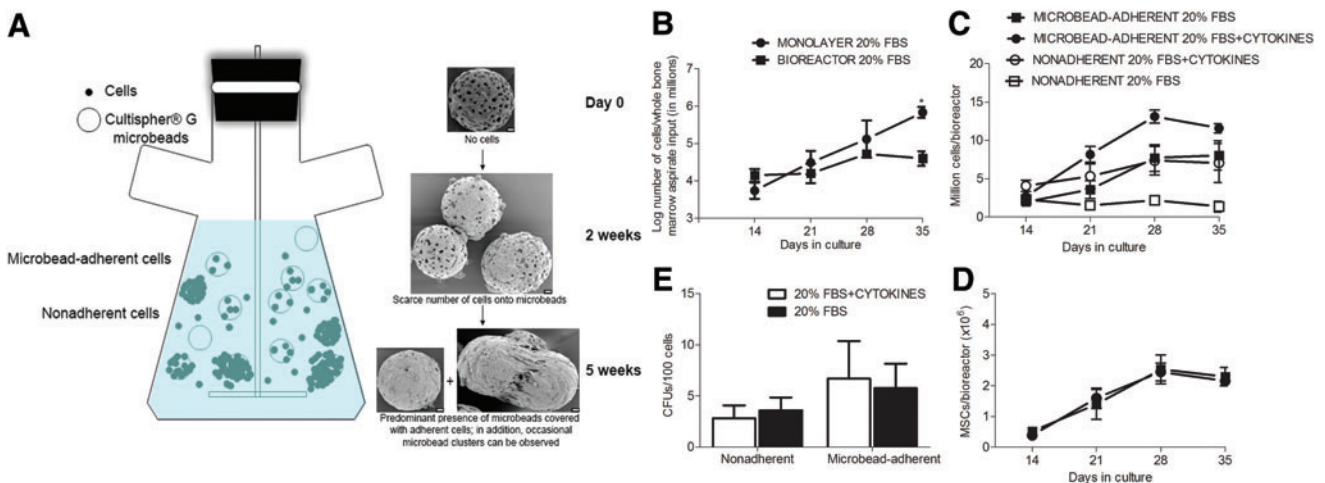 A
Cells
Cultispher® G
microbeads
Microbead-adherent cells
Nonadherent cells
No cells
Scarce number of cells onto microbeads
+
Predominant presence of microbeads covered
with adherent cells; in addition, occasional
microbead clusters can be observed
Day 0
2 weeks
5 weeks
B
MONOLAYER 20% FBS
BIOREACTOR 20% FBS
Log number of cells/whole bone
marrow aspirate input (in millions)
7
6
5
4
3
*
14 21 28 35
Days in culture
C
MICROBEAD-ADHERENT 20% FBS
MICROBEAD-ADHERENT 20% FBS+CYTOKINES
NONADHERENT 20% FBS+CYTOKINES
NONADHERENT 20% FBS
Million cells/bioreactor
20
15
10
5
0
14 21 28 35
Days in culture
E
20% FBS+CYTOKINES
20% FBS
CFUs/100 cells
15
10
5
0
Nonadherent Microbead-adherent
D
MSCs/bioreactor (x10⁶)
5
4
3
2
1
0
14 21 28 35
Days in culture